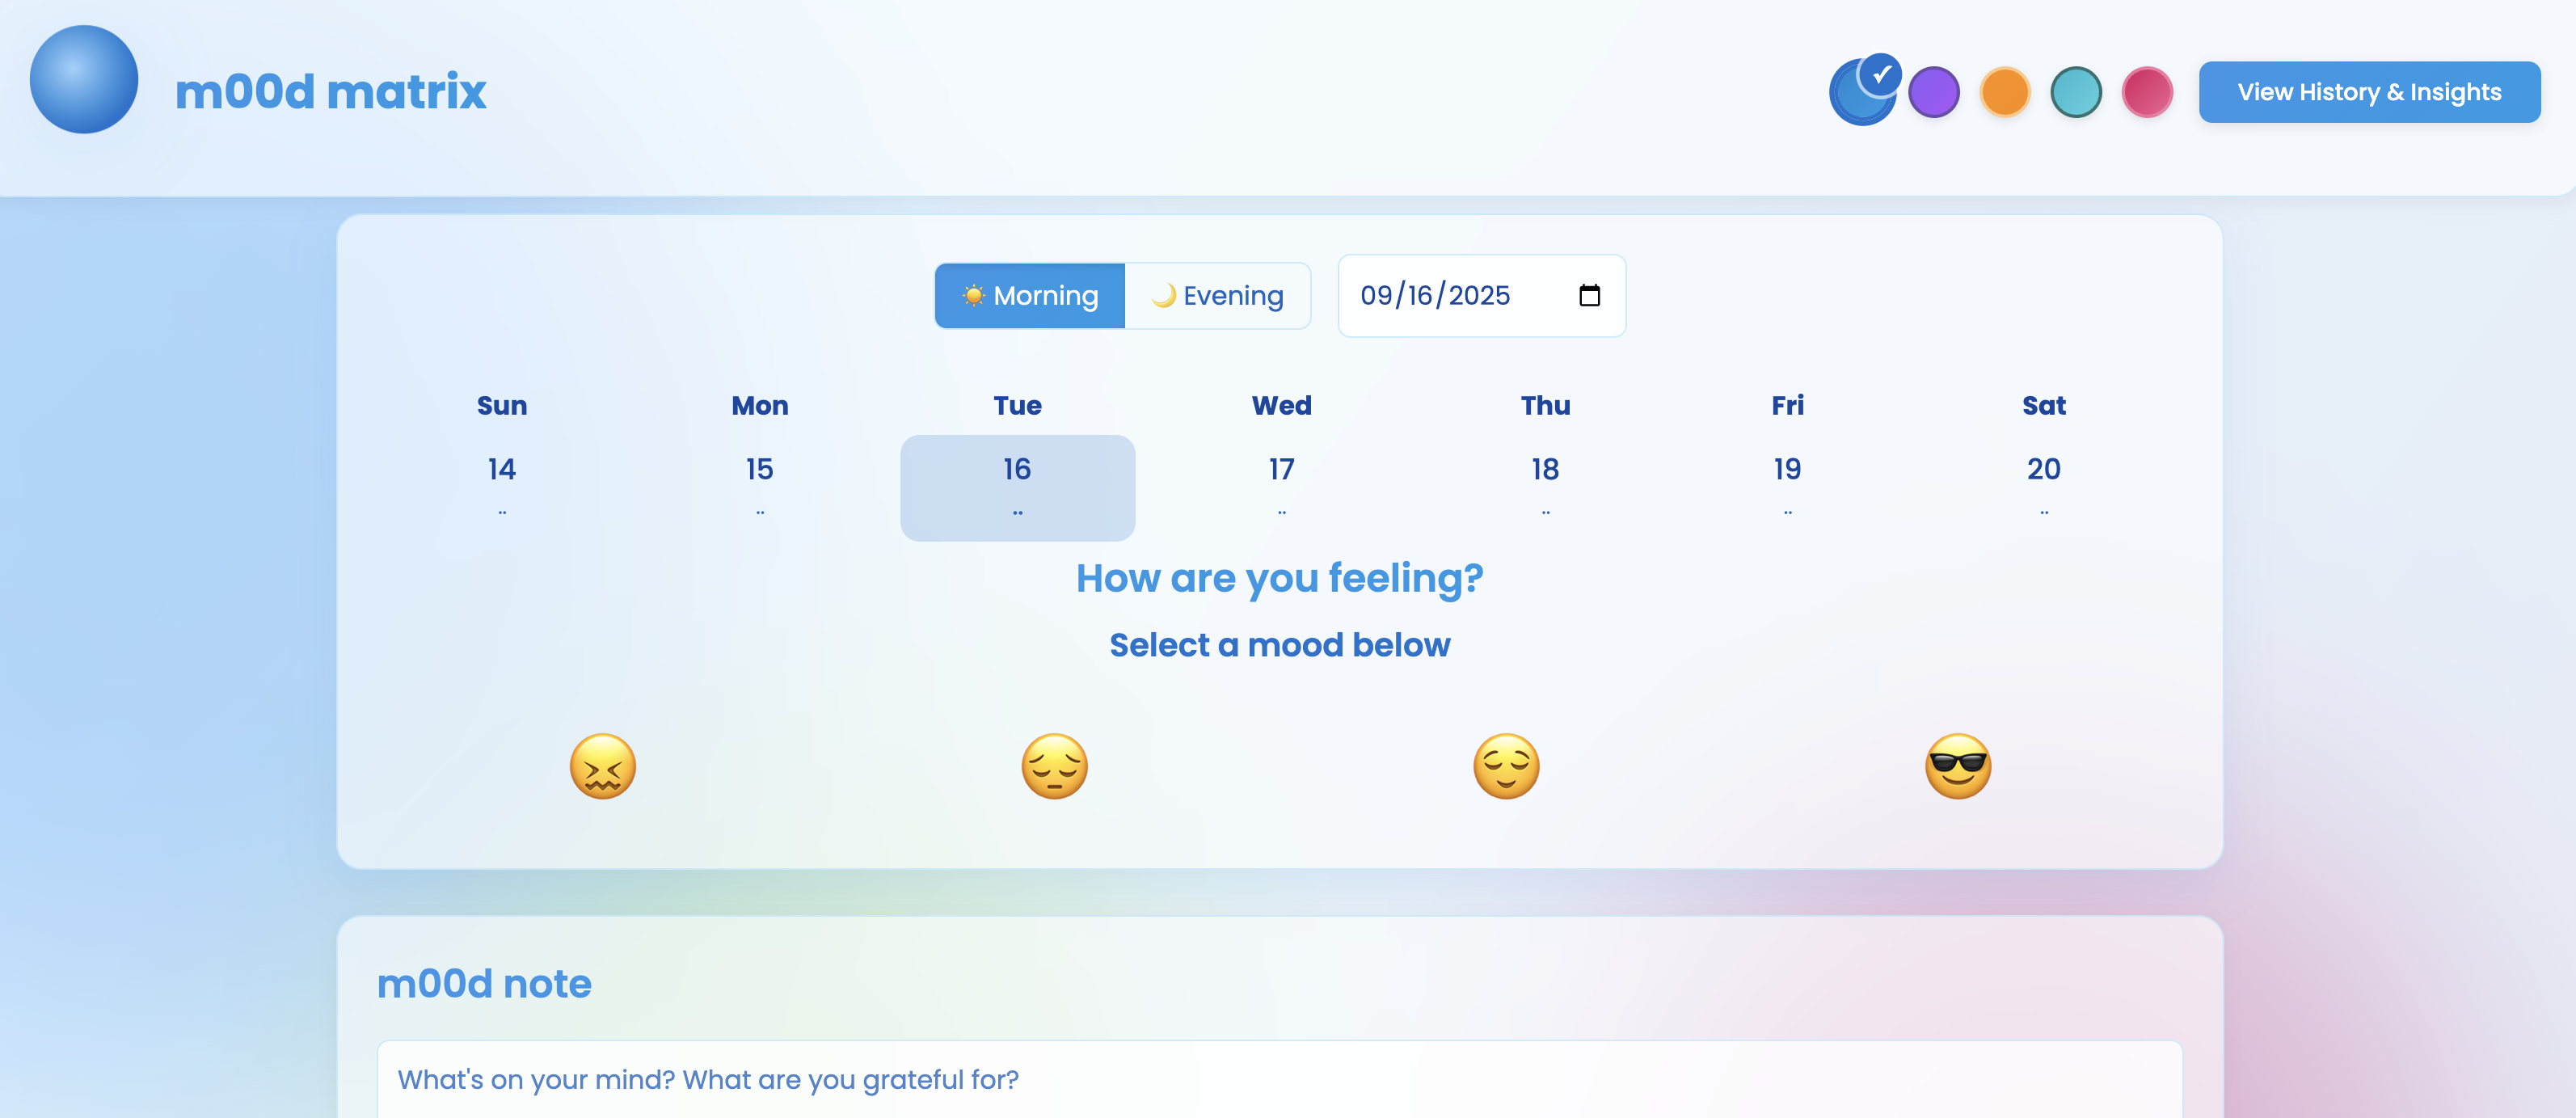 m00d matrix
View History & Insights
Morning
Evening
09/16/2025
Sun Mon Tue Wed Thu Fri Sat
14 15 16 17 18 19 20
.. .. .. .. .. .. ..
How are you feeling?
Select a mood below
m00d note
What's on your mind? What are you grateful for?